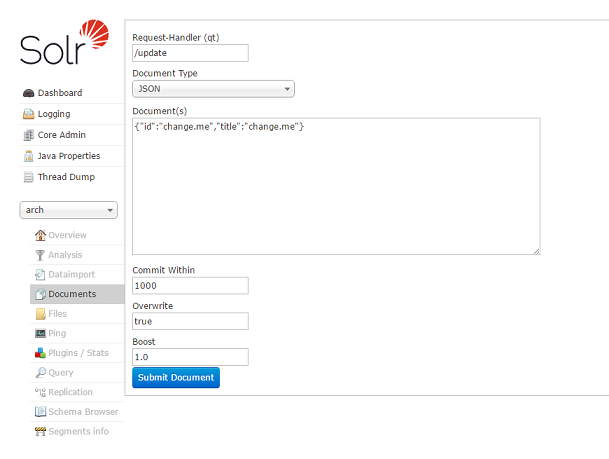 Solr
Dashboard
Logging
Core Admin
Java Properties
Thread Dump
arch
Overview
Analysis
Dataimport
Documents
Files
Ping
Plugins / Stats
Query
Replication
Schema Browser
Segments info
Request-Handler (qt)
/update
Document Type
JSON
Document(s)
{"id":"change.me","title":"change.me"}
Commit Within
1000
Overwrite
true
Boost
1.0
Submit Document